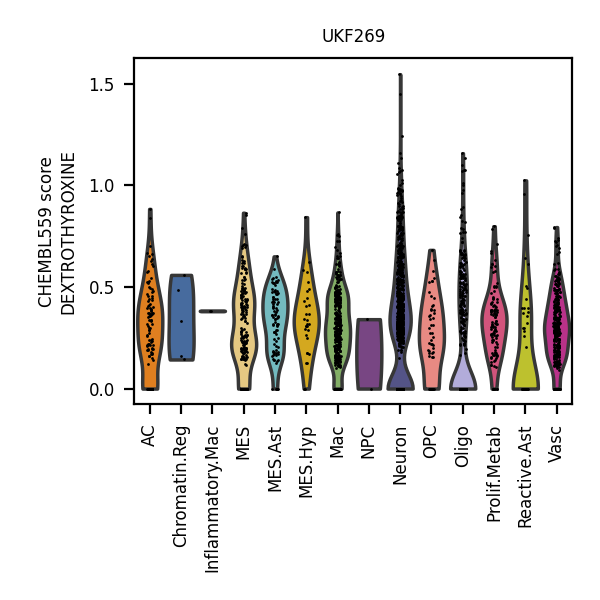 UKF269
CHEMBL559 score
DEXTROTHYROXINE
1.5
1.0
0.5
0.0
AC
Chromatin.Reg
Inflammatory.Mac
MES
MES.Ast
MES.Hyp
Mac
NPC
Neuron
OPC
Oligo
Prolif.Metab
Reactive.Ast
Vasc